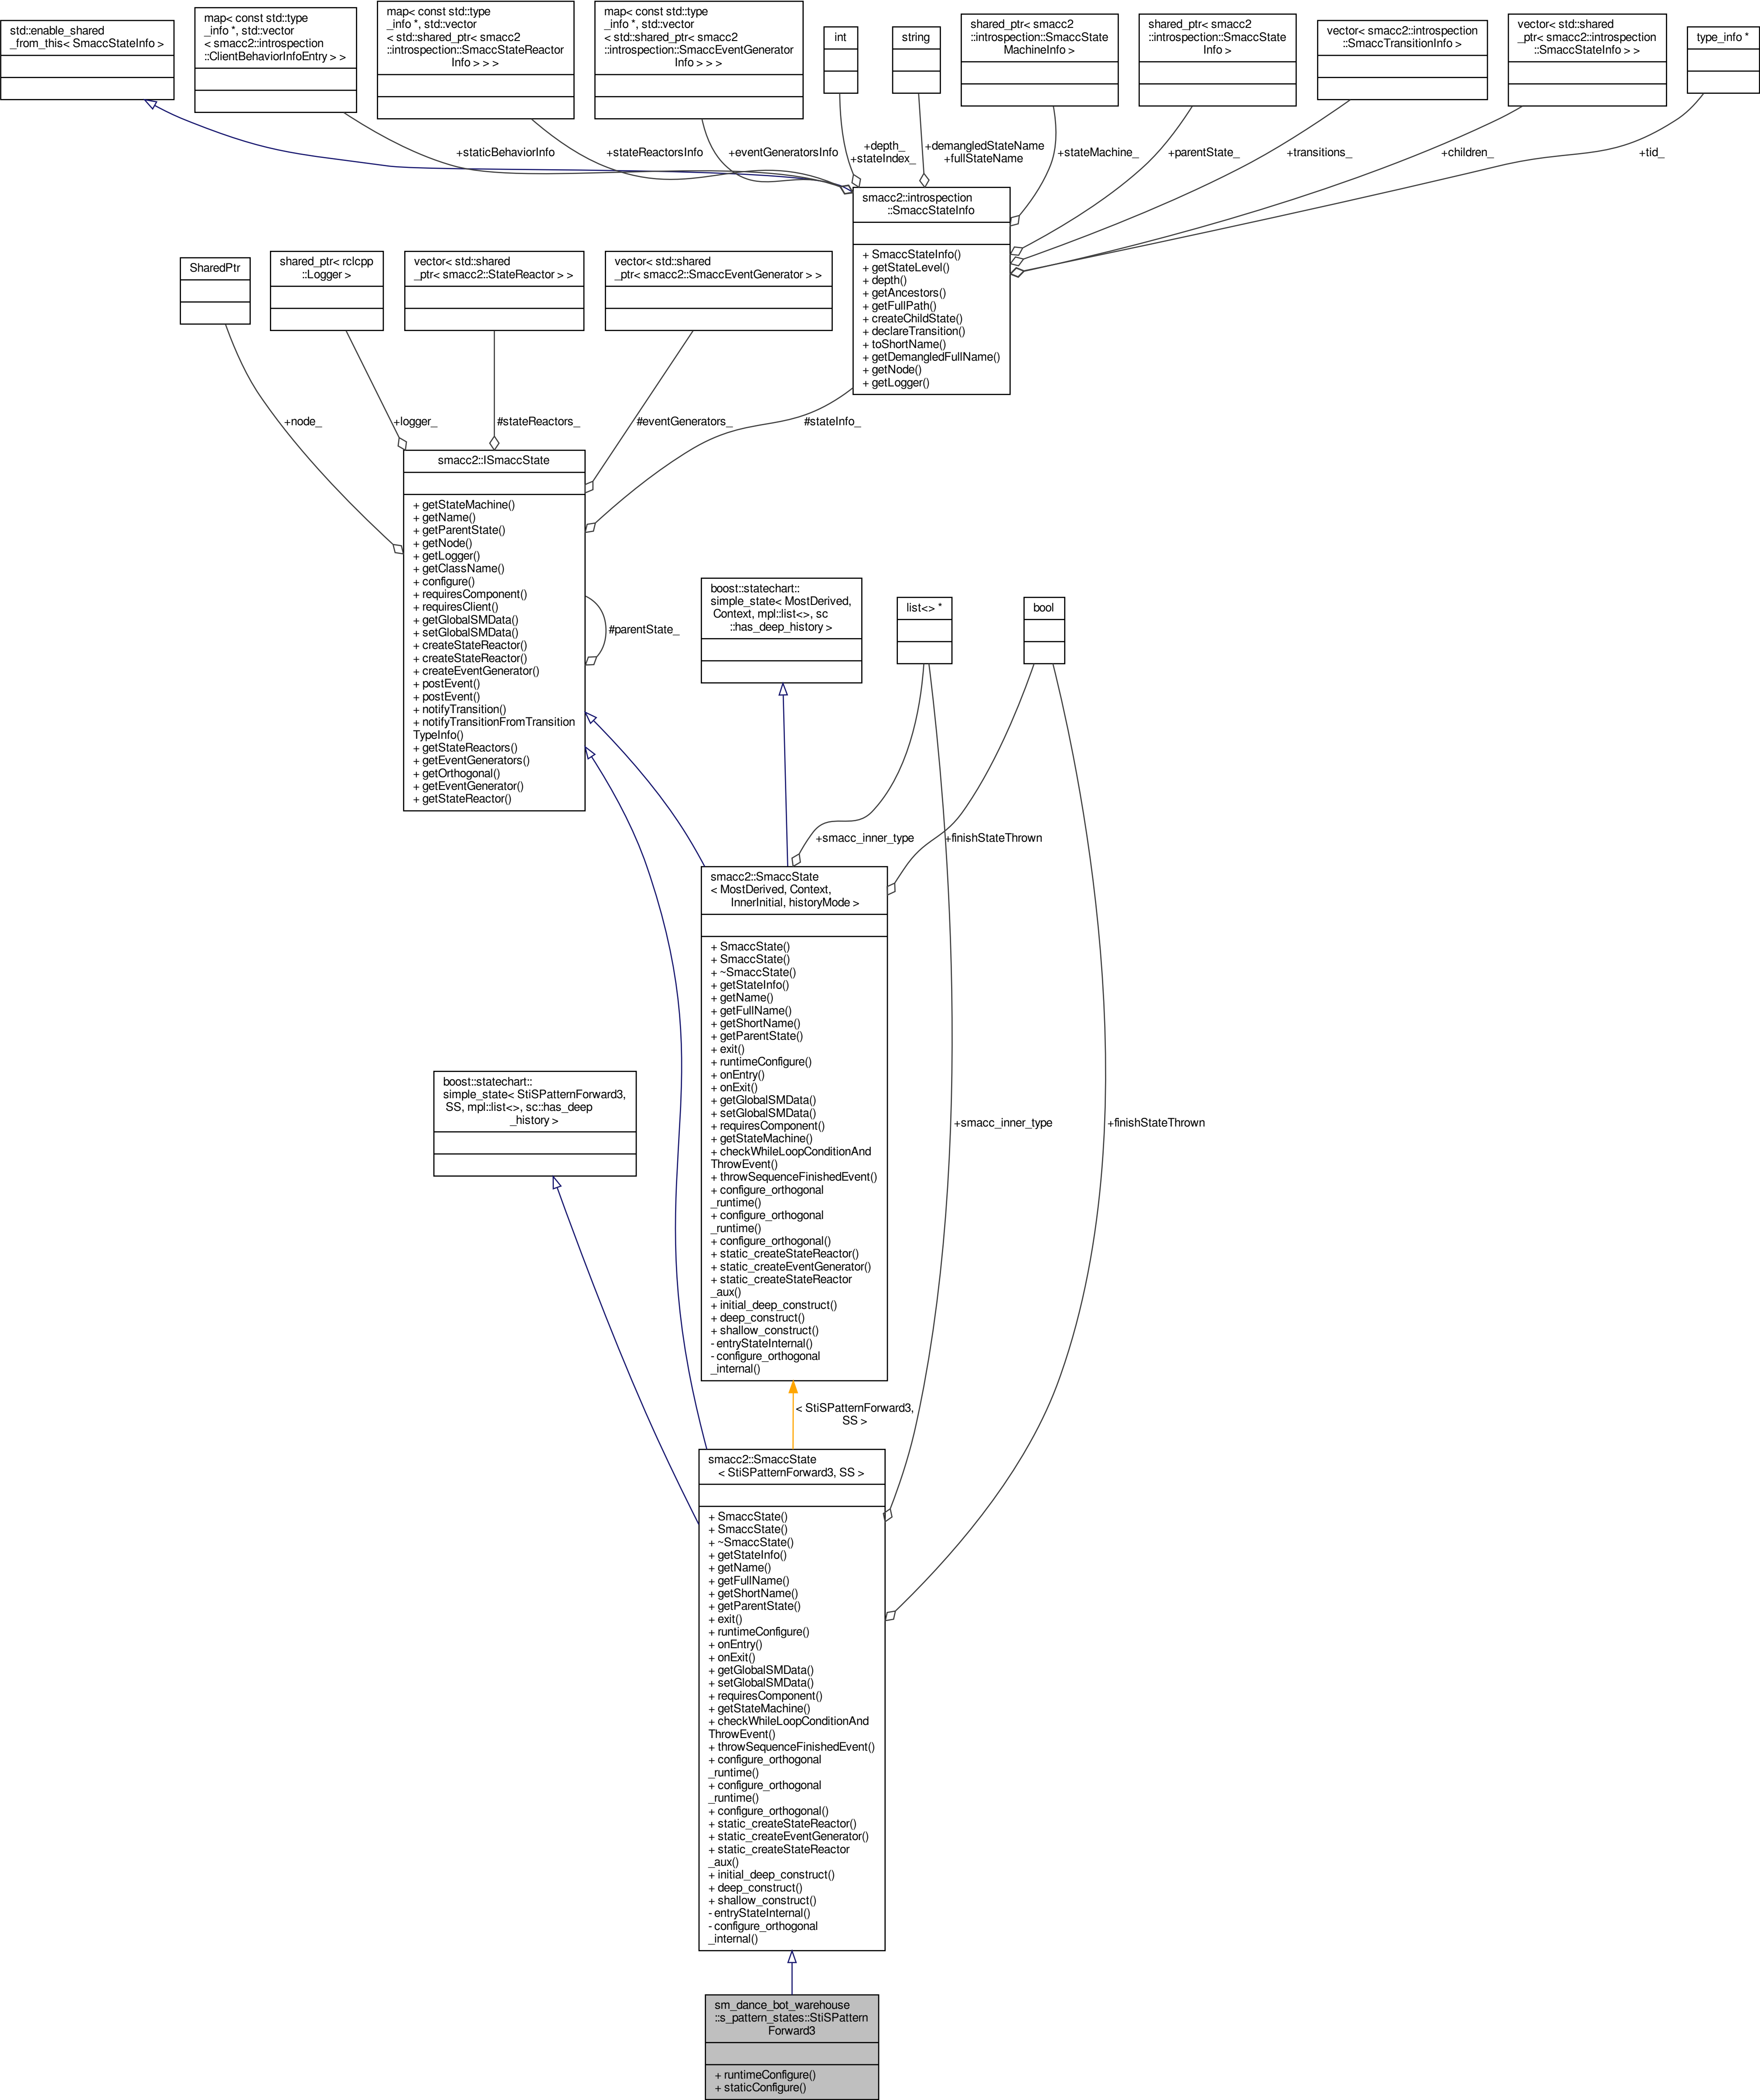 std::enable_shared
_from_this< SmaccStateInfo >
map< const std::type
_info *, std::vector
< smacc2::introspection
::ClientBehaviorInfoEntry > >
map< const std::type
_info *, std::vector
< std::shared_ptr< smacc2
::introspection::SmaccStateReactor
Info > > >
map< const std::type
_info *, std::vector
< std::shared_ptr< smacc2
::introspection::SmaccEventGenerator
Info > > >
int
string
shared_ptr< smacc2
::introspection::SmaccState
MachineInfo >
shared_ptr< smacc2
::introspection::SmaccState
Info >
vector< smacc2::introspection
::SmaccTransitionInfo >
vector< std::shared
_ptr< smacc2::introspection
::SmaccStateInfo > >
type_info *
+staticBehaviorInfo
+stateReactorsInfo
+eventGeneratorsInfo
+depth_
+stateIndex_
+demangledStateName
+fullStateName
+stateMachine_
+parentState_
+transitions_
+children_
+tid_
smacc2::introspection
::SmaccStateInfo
+ SmaccStateInfo()
+ getStateLevel()
+ depth()
+ getAncestors()
+ getFullPath()
+ createChildState()
+ declareTransition()
+ toShortName()
+ getDemangledFullName()
+ getNode()
+ getLogger()
SharedPtr
shared_ptr< rclcpp
::Logger >
vector< std::shared
_ptr< smacc2::StateReactor > >
vector< std::shared
_ptr< smacc2::SmaccEventGenerator > >
+node_
+logger_
#stateReactors_
#eventGenerators_
#stateInfo_
smacc2::ISmaccState
+ getStateMachine()
+ getName()
+ getParentState()
+ getNode()
+ getLogger()
+ getClassName()
+ configure()
+ requiresComponent()
+ requiresClient()
+ getGlobalSMData()
+ setGlobalSMData()
+ createStateReactor()
+ createStateReactor()
+ createEventGenerator()
+ postEvent()
+ postEvent()
+ notifyTransition()
+ notifyTransitionFromTransition
TypeInfo()
+ getStateReactors()
+ getEventGenerators()
+ getOrthogonal()
+ getEventGenerator()
+ getStateReactor()
#parentState_
boost::statechart::
simple_state< MostDerived,
Context, mpl::list<>, sc
::has_deep_history >
list<> *
bool
+smacc_inner_type
+finishStateThrown
smacc2::SmaccState
< MostDerived, Context,
InnerInitial, historyMode >
+ SmaccState()
+ SmaccState()
+ ~SmaccState()
+ getStateInfo()
+ getName()
+ getFullName()
+ getShortName()
+ getParentState()
+ exit()
+ runtimeConfigure()
+ onEntry()
+ onExit()
+ getGlobalSMData()
+ setGlobalSMData()
+ requiresComponent()
+ getStateMachine()
+ checkWhileLoopConditionAnd
ThrowEvent()
+ throwSequenceFinishedEvent()
+ configure_orthogonal
_runtime()
+ configure_orthogonal
_runtime()
+ configure_orthogonal()
+ static_createStateReactor()
+ static_createEventGenerator()
+ static_createStateReactor
_aux()
+ initial_deep_construct()
+ deep_construct()
+ shallow_construct()
- entryStateInternal()
- configure_orthogonal
_internal()
boost::statechart::
simple_state< StiSPatternForward3,
SS, mpl::list<>, sc::has_deep
_history >
+smacc_inner_type
+finishStateThrown
< StiSPatternForward3,
SS >
smacc2::SmaccState
< StiSPatternForward3, SS >
+ SmaccState()
+ SmaccState()
+ ~SmaccState()
+ getStateInfo()
+ getName()
+ getFullName()
+ getShortName()
+ getParentState()
+ exit()
+ runtimeConfigure()
+ onEntry()
+ onExit()
+ getGlobalSMData()
+ setGlobalSMData()
+ requiresComponent()
+ getStateMachine()
+ checkWhileLoopConditionAnd
ThrowEvent()
+ throwSequenceFinishedEvent()
+ configure_orthogonal
_runtime()
+ configure_orthogonal
_runtime()
+ configure_orthogonal()
+ static_createStateReactor()
+ static_createEventGenerator()
+ static_createStateReactor
_aux()
+ initial_deep_construct()
+ deep_construct()
+ shallow_construct()
- entryStateInternal()
- configure_orthogonal
_internal()
sm_dance_bot_warehouse
::s_pattern_states::StiSPattern
Forward3
+ runtimeConfigure()
+ staticConfigure()